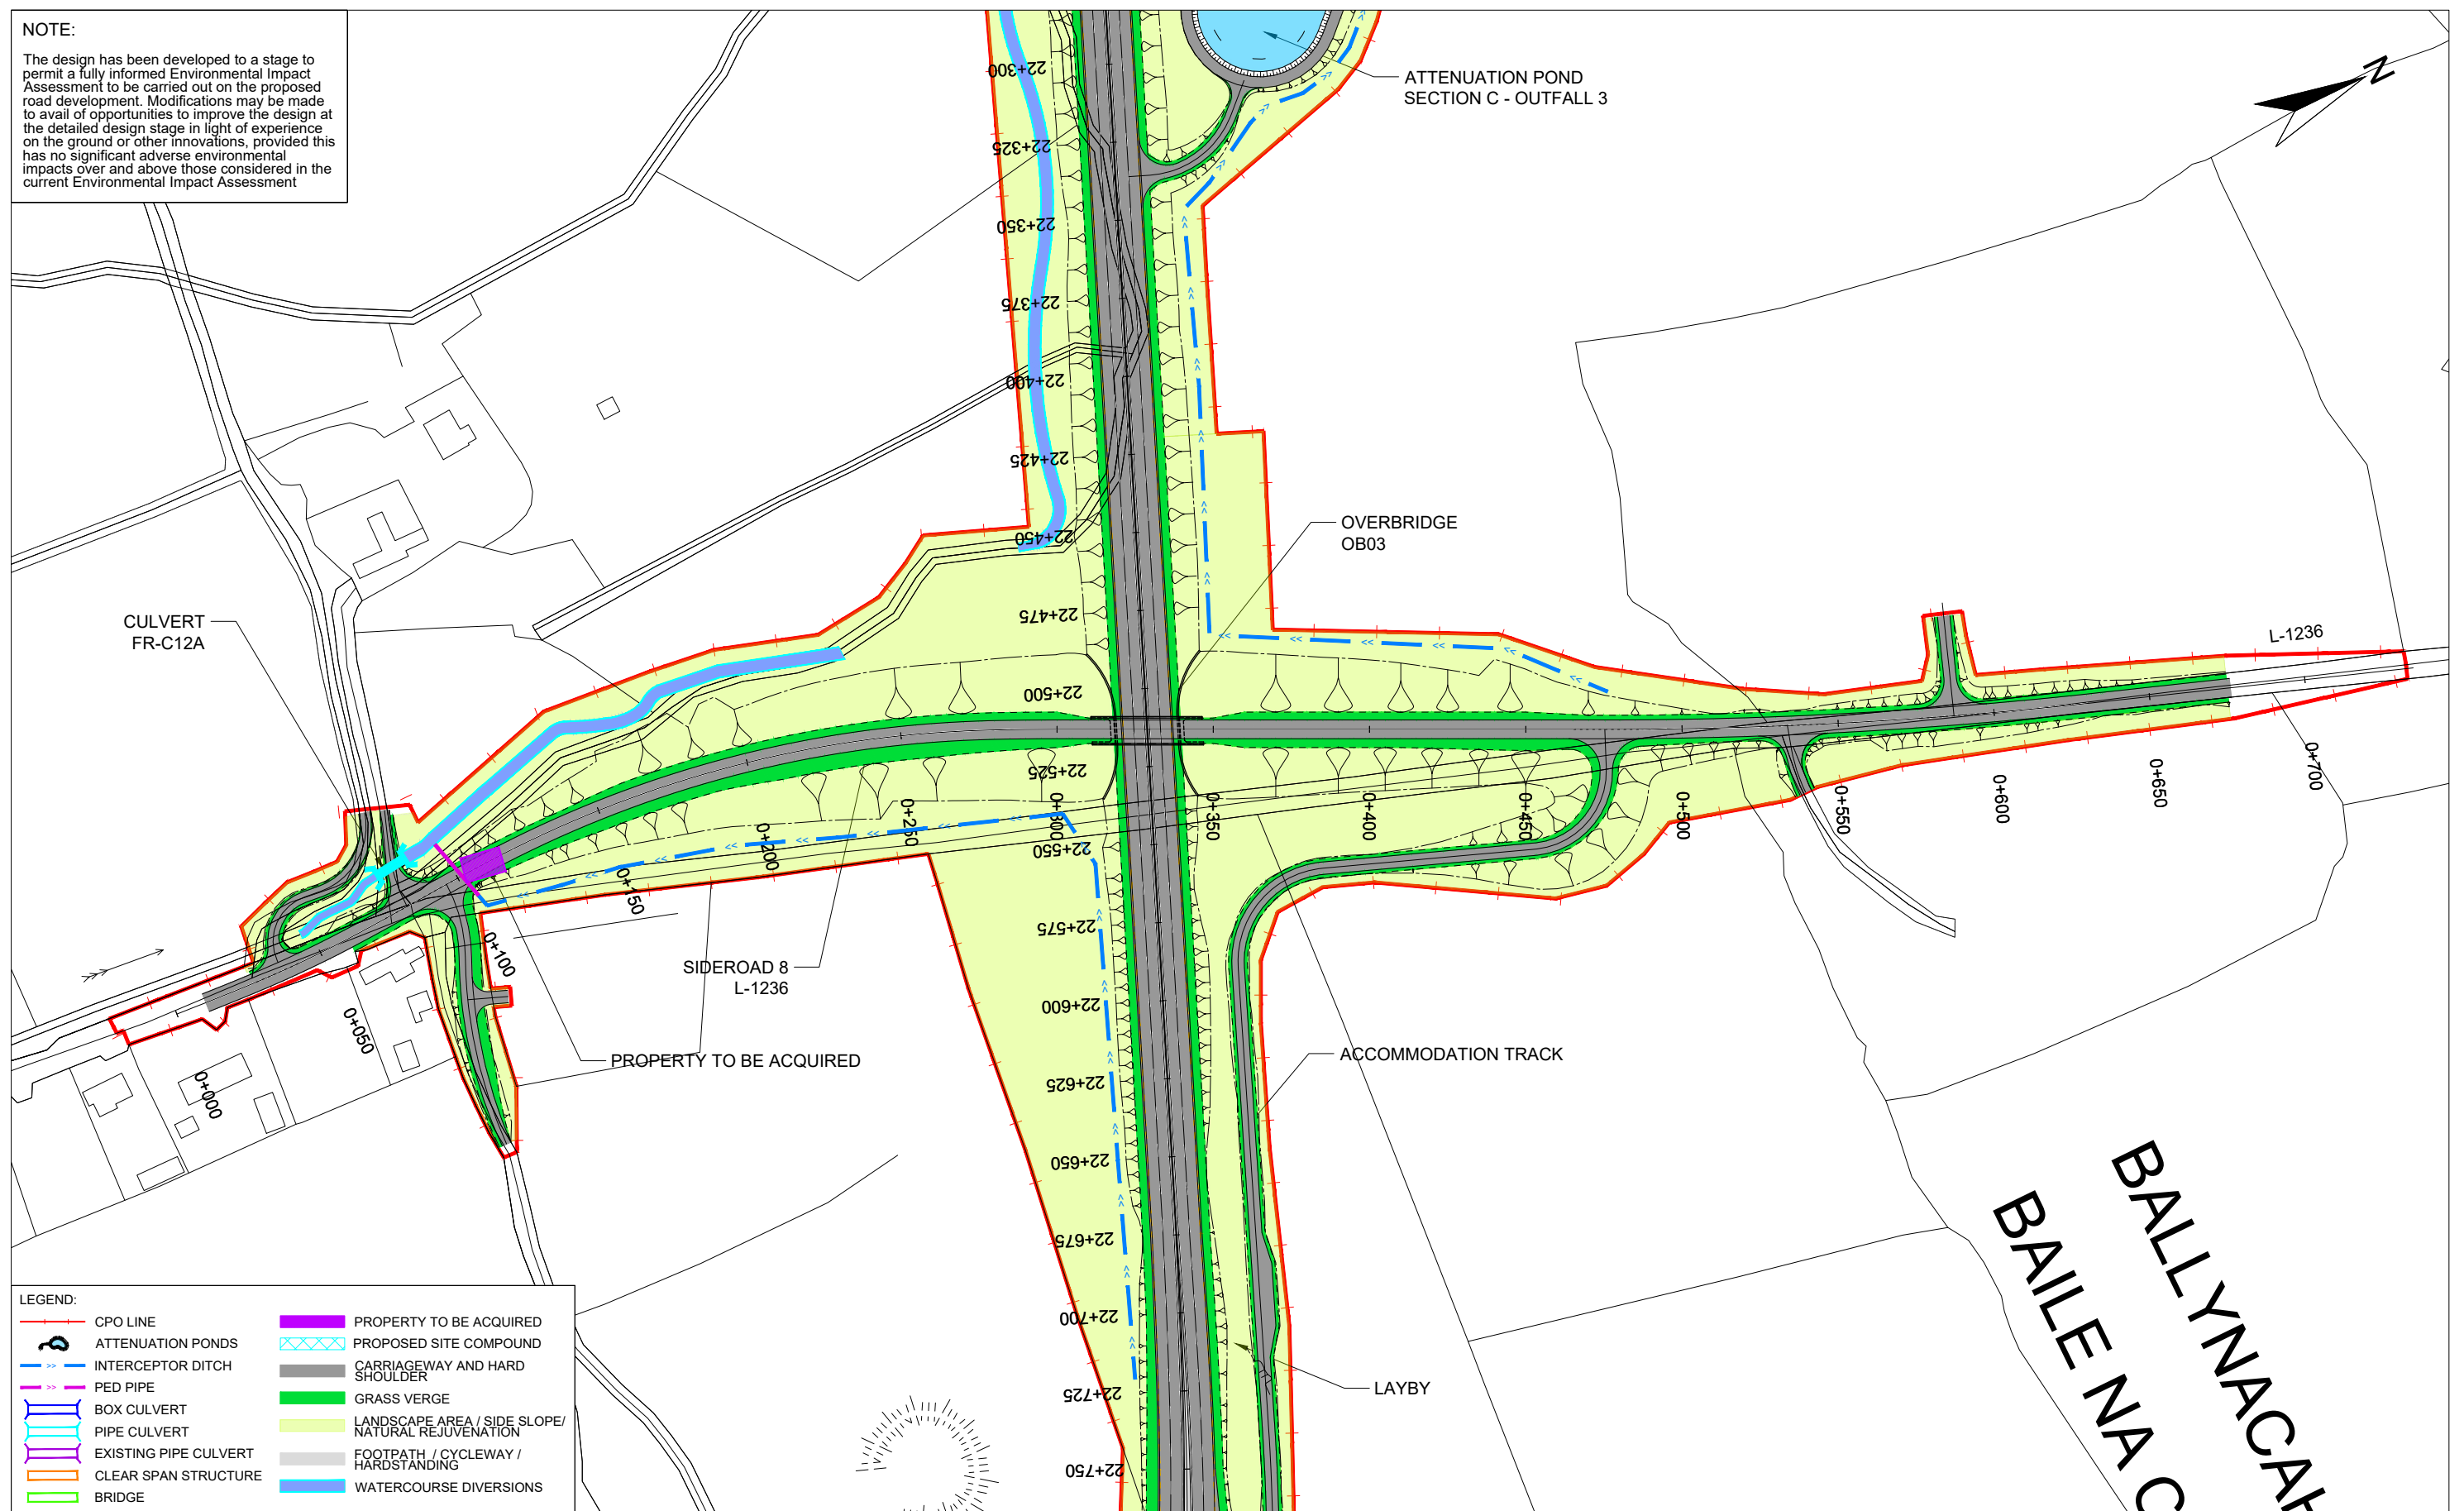 NOTE:
The design has been developed to a stage to
permit a fully informed Environmental Impact
Assessment to be carried out on the proposed
road development. Modifications may be made
to avail of opportunities to improve the design at
the detailed design stage in light of experience
on the ground or other innovations, provided this
has no significant adverse environmental
impacts over and above those considered in the
current Environmental Impact Assessment
N
ATTENUATION POND
SECTION C - OUTFALL 3
22+300
22+325
22+350
22+375
22+400
22+425
22+450
22+475
22+500
22+525
22+550
22+575
22+600
22+625
22+650
22+675
22+700
22+725
22+750
OVERBRIDGE
OB03
CULVERT
FR-C12A
L-1236
0+000
0+050
0+100
0+150
0+200
0+250
0+300
0+350
0+400
0+450
0+500
0+550
0+600
0+650
0+700
SIDEROAD 8
L-1236
PROPERTY TO BE ACQUIRED
ACCOMMODATION TRACK
LAYBY
BALLYNACAH
BAILE NA C
LEGEND:
CPO LINE
ATTENUATION PONDS
INTERCEPTOR DITCH
PED PIPE
BOX CULVERT
PIPE CULVERT
EXISTING PIPE CULVERT
CLEAR SPAN STRUCTURE
BRIDGE
PROPERTY TO BE ACQUIRED
PROPOSED SITE COMPOUND
CARRIAGEWAY AND HARD
SHOULDER
GRASS VERGE
LANDSCAPE AREA / SIDE SLOPE/
NATURAL REJUVENATION
FOOTPATH / CYCLEWAY /
HARDSTANDING
WATERCOURSE DIVERSIONS